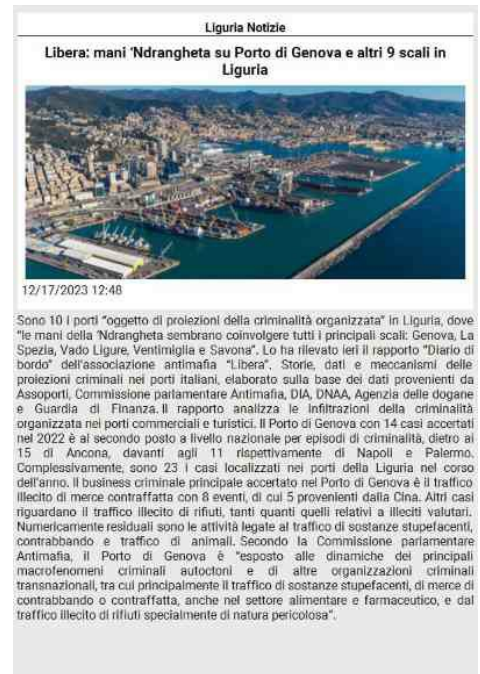 Liguria Notizie
Libera: mani ‘Ndrangheta su Porto di Genova e altri 9 scali in
Liguria
12/17/2023 12:48
Sono 10 i porti “oggetto di proiezioni della criminalità organizzata” in Liguria, dove
“le mani della ‘Ndrangheta sembrano coinvolgere tutti i principali scali: Genova, La
Spezia, Vado Ligure, Ventimiglia e Savona”. Lo ha rilevato ieri il rapporto “Diario di
bordo” dell’associazione antimafia “Libera”. Storie, dati e meccanismi delle
proiezioni criminali nei porti italiani, elaborato sulla base dei dati provenienti da
Assoporti, Commissione parlamentare Antimafia, DIA, DNAA, Agenzia delle dogane
e Guardia di Finanza. Il rapporto analizza le infiltrazioni della criminalità
organizzata nei porti commerciali e turistici. Il Porto di Genova con 14 casi accertati
nel 2022 è al secondo posto a livello nazionale per episodi di criminalità, dietro ai
15 di Ancona, davanti agli 11 rispettivamente di Napoli e Palermo.
Complessivamente, sono 23 i casi localizzati nei porti della Liguria nel corso
dell’anno. Il business criminale principale accertato nel Porto di Genova è il traffico
illecito di merce contraffatta con 8 eventi, di cui 5 provenienti dalla Cina. Altri casi
riguardano il traffico illecito di rifiuti, tanti quanti quelli relativi a illeciti valutari.
Numericamente residuali sono le attività legate al traffico di sostanze stupefacenti,
contrabbando e traffico di animali. Secondo la Commissione parlamentare
Antimafia, il Porto di Genova è “esposto alle dinamiche dei principali
macrofenomeni criminali autoctoni e di altre organizzazioni criminali
transnazionali, tra cui principalmente il traffico di sostanze stupefacenti, di merce di
contrabbando o contraffatta, anche nel settore alimentare e farmaceutico, e dal
traffico illecito di rifiuti specialmente di natura pericolosa”.